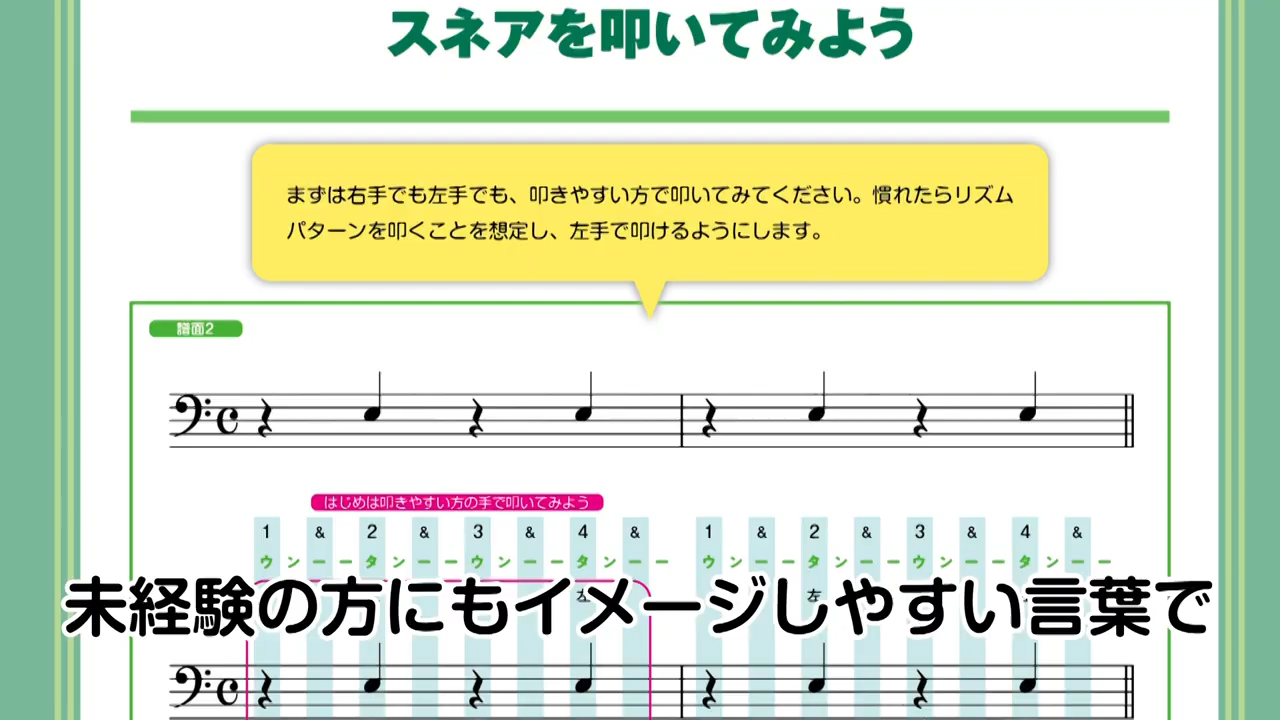 スネアを叩いてみよう
まずは右手でも左手でも、叩きやすい方で叩いてみてください。慣れたらリズム
パターンを叩くことを想定し、左手で叩けるようにします。
譜面2
はじめは叩きやすい方の手で叩いてみよう
1 & 2 & 3 & 4 & 1 & 2 & 3 & 4 &
ウンーータンーーウンーータンーー ウンーータンーーウンーータンーー
左 左
未経験の方にもイメージしやすい言葉で